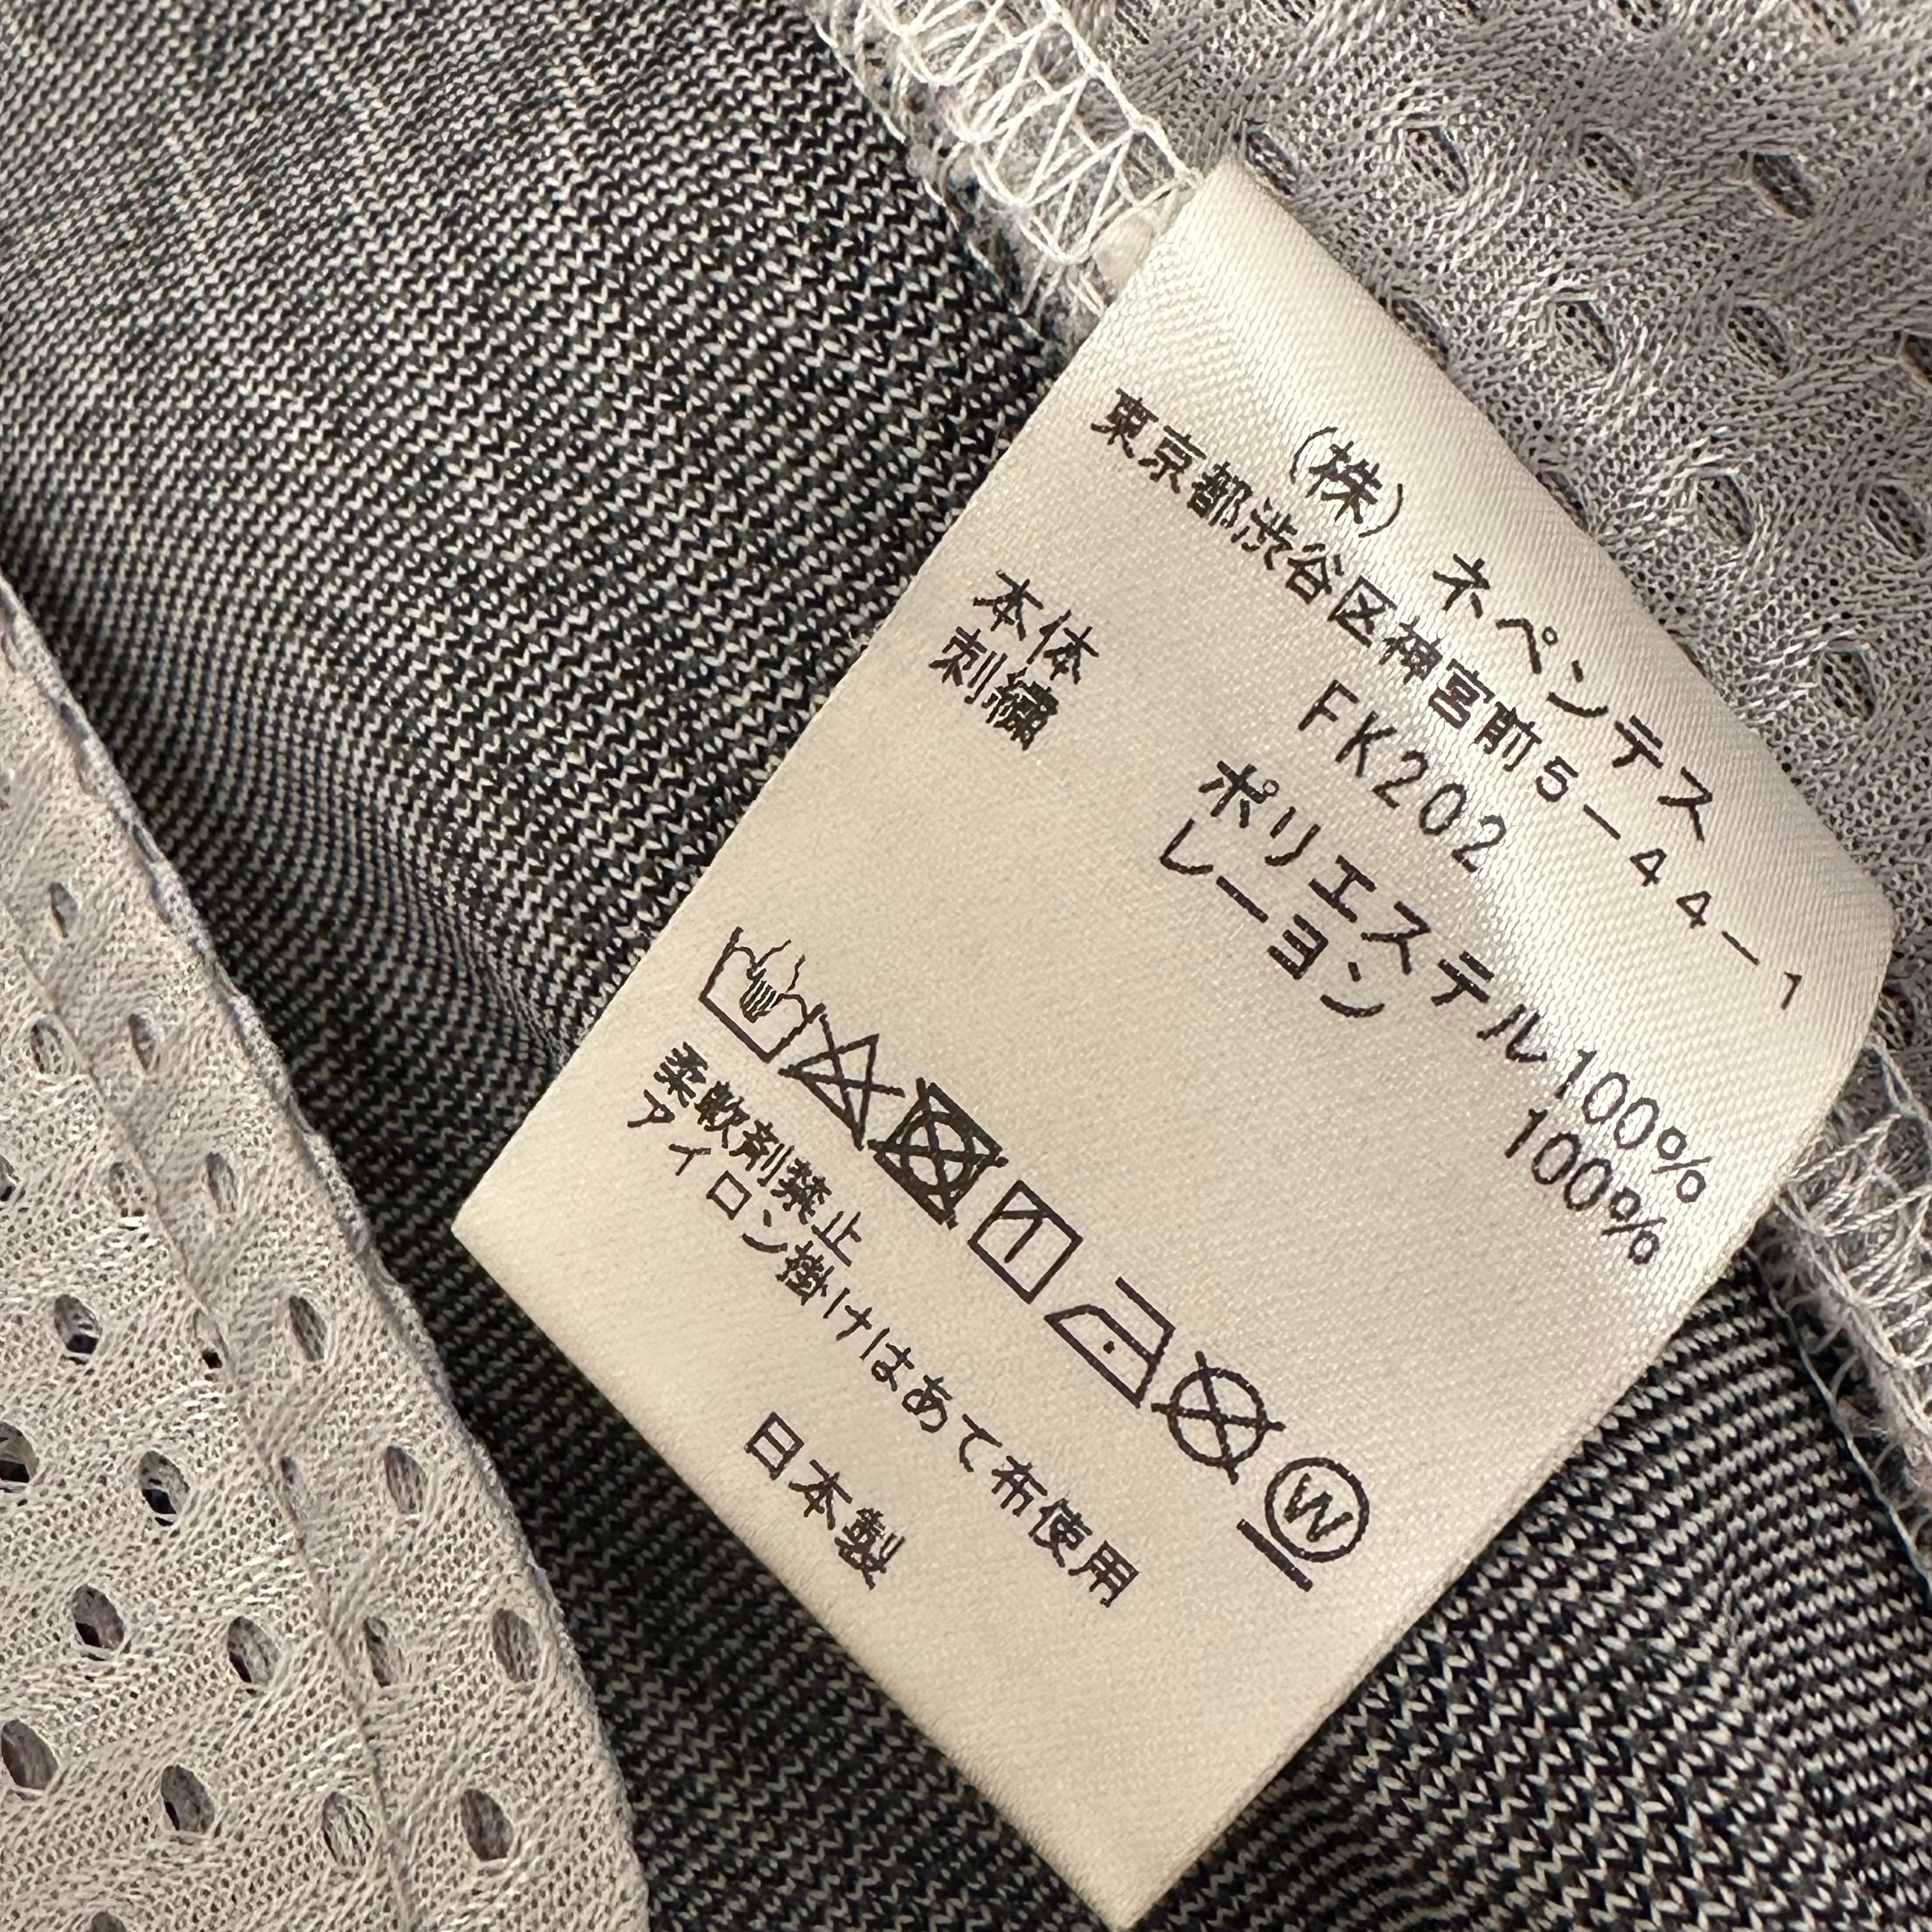 (株) ネペンテス
東京都渋谷区神宮前5-44-1
FK202
本体 ポリエステル100%
刺繍 レーヨン 100%
W
柔軟剤禁止
アイロン掛けはあて布使用
日本製